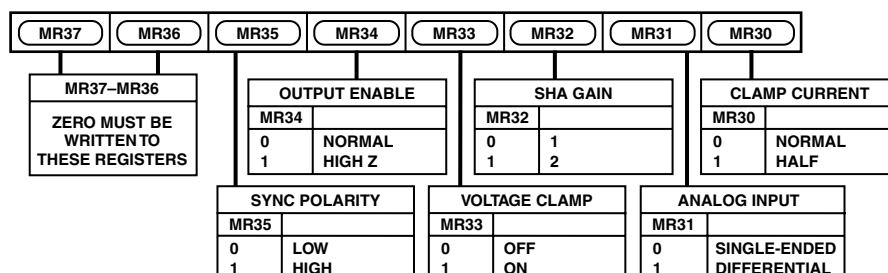 MR37 MR36 MR35 MR34 MR33 MR32 MR31 MR30
MR37–MR36
ZERO MUST BE
WRITTEN TO
THESE REGISTERS
OUTPUT ENABLE
MR34
0 NORMAL
1 HIGH Z
SHA GAIN
MR32
0 1
1 2
CLAMP CURRENT
MR30
0 NORMAL
1 HALF
SYNC POLARITY
MR35
0 LOW
1 HIGH
VOLTAGE CLAMP
MR33
0 OFF
1 ON
ANALOG INPUT
MR31
0 SINGLE-ENDED
1 DIFFERENTIAL